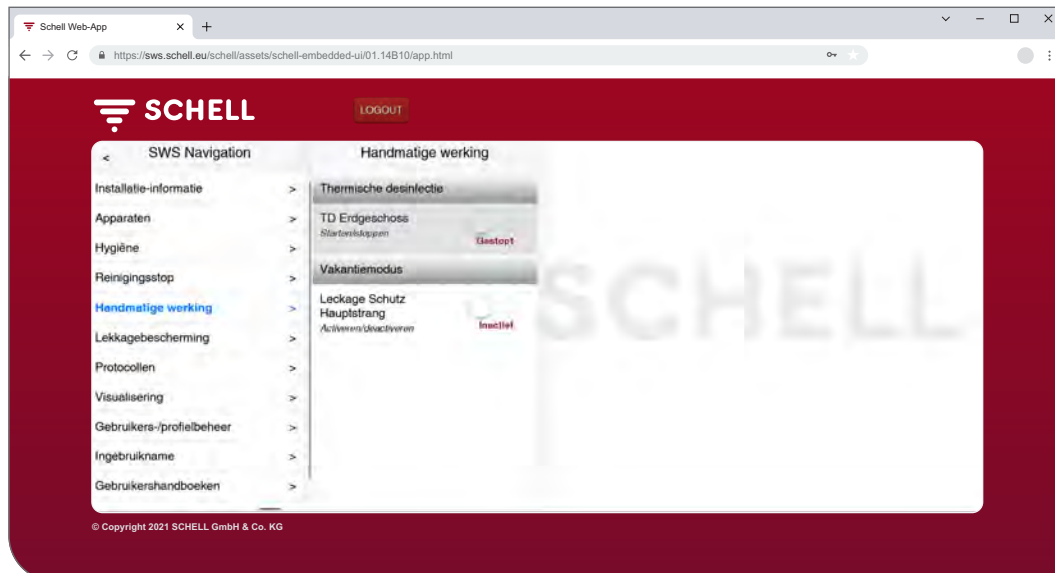 Schell Web-App
https://sws.schell.eu/schell/assets/schell-embedded-ui/01.14B10/app.html
SCHELL
LOGOUT
< SWS Navigation
Handmatige werking
Installatie-informatie >
Apparaten >
Hygiëne >
Reinigingsstop >
Handmatige werking >
Lekkagebescherming >
Protocollen >
Visualisering >
Gebruikers-/profielbeheer >
Ingebruikname >
Gebruikershandboeken >
Thermische desinfectie
TD Erdgeschoss
Starten/stoppen
Gestopt
Vakantiemodus
Leckage Schutz
Hauptstrang
Activeren/deactiveren
Inactief
SCHELL
© Copyright 2021 SCHELL GmbH & Co. KG